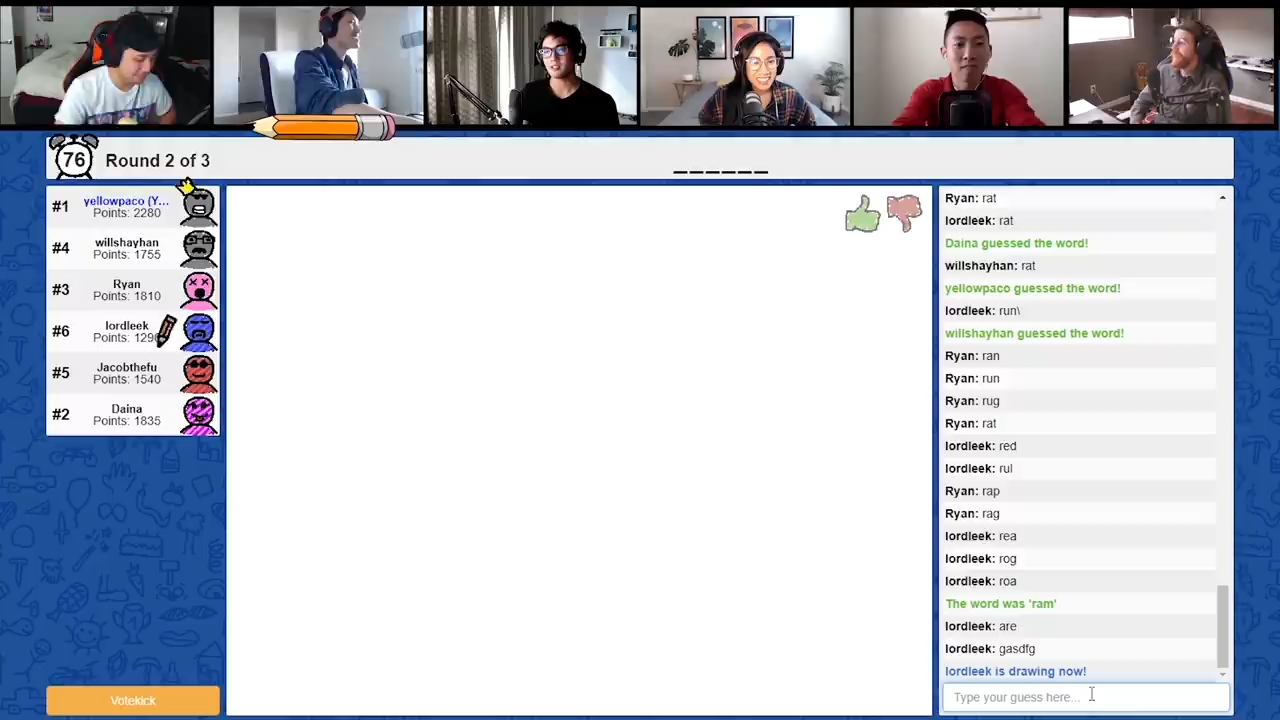 76
Round 2 of 3
______
#1
yellowpaco (Y...
Points: 2280
#4
willshayhan
Points: 1755
#3
Ryan
Points: 1810
#6
lordleek
Points: 1290
#5
Jacobthefu
Points: 1540
#2
Daina
Points: 1835
Votekick
Ryan: rat
lordleek: rat
Daina guessed the word!
willshayhan: rat
yellowpaco guessed the word!
lordleek: run\
willshayhan guessed the word!
Ryan: ran
Ryan: run
Ryan: rug
Ryan: rat
lordleek: red
lordleek: rul
Ryan: rap
Ryan: rag
lordleek: rea
lordleek: rog
lordleek: roa
The word was 'ram'
lordleek: are
lordleek: gasdfg
lordleek is drawing now!
Type your guess here...